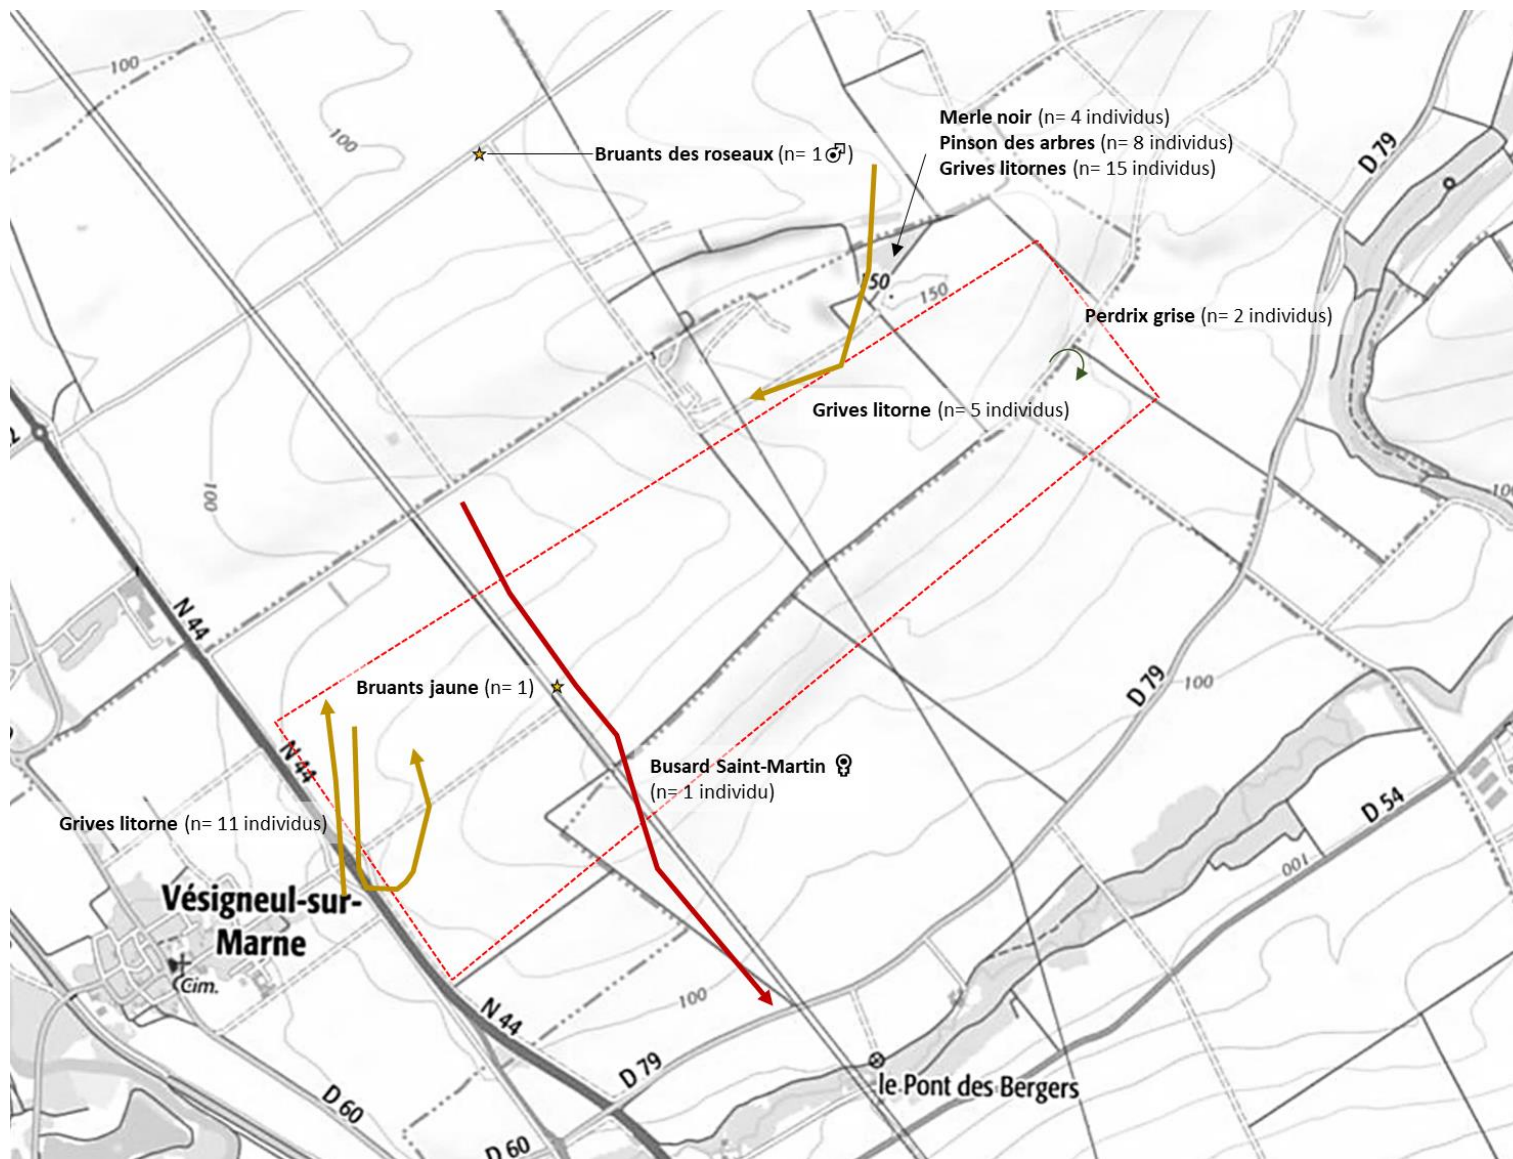 100
100
Merle noir (n= 4 individus)
Pinson des arbres (n= 8 individus)
Grives litornes (n= 15 individus)
Bruants des roseaux (n= 1♂)
D 79
50
150
Perdrix grise (n= 2 individus)
Grives litorne (n= 5 individus)
2
100
100
N 44
D 79
100
Bruants jaune (n= 1)
N 44
Busard Saint-Martin ♀
(n= 1 individu)
D 54
Grives litorne (n= 11 individus)
001
Vésigneul-sur-
Marne
Cim.
100
N 44
D 79
le Pont des Bergers
D 60
D 60